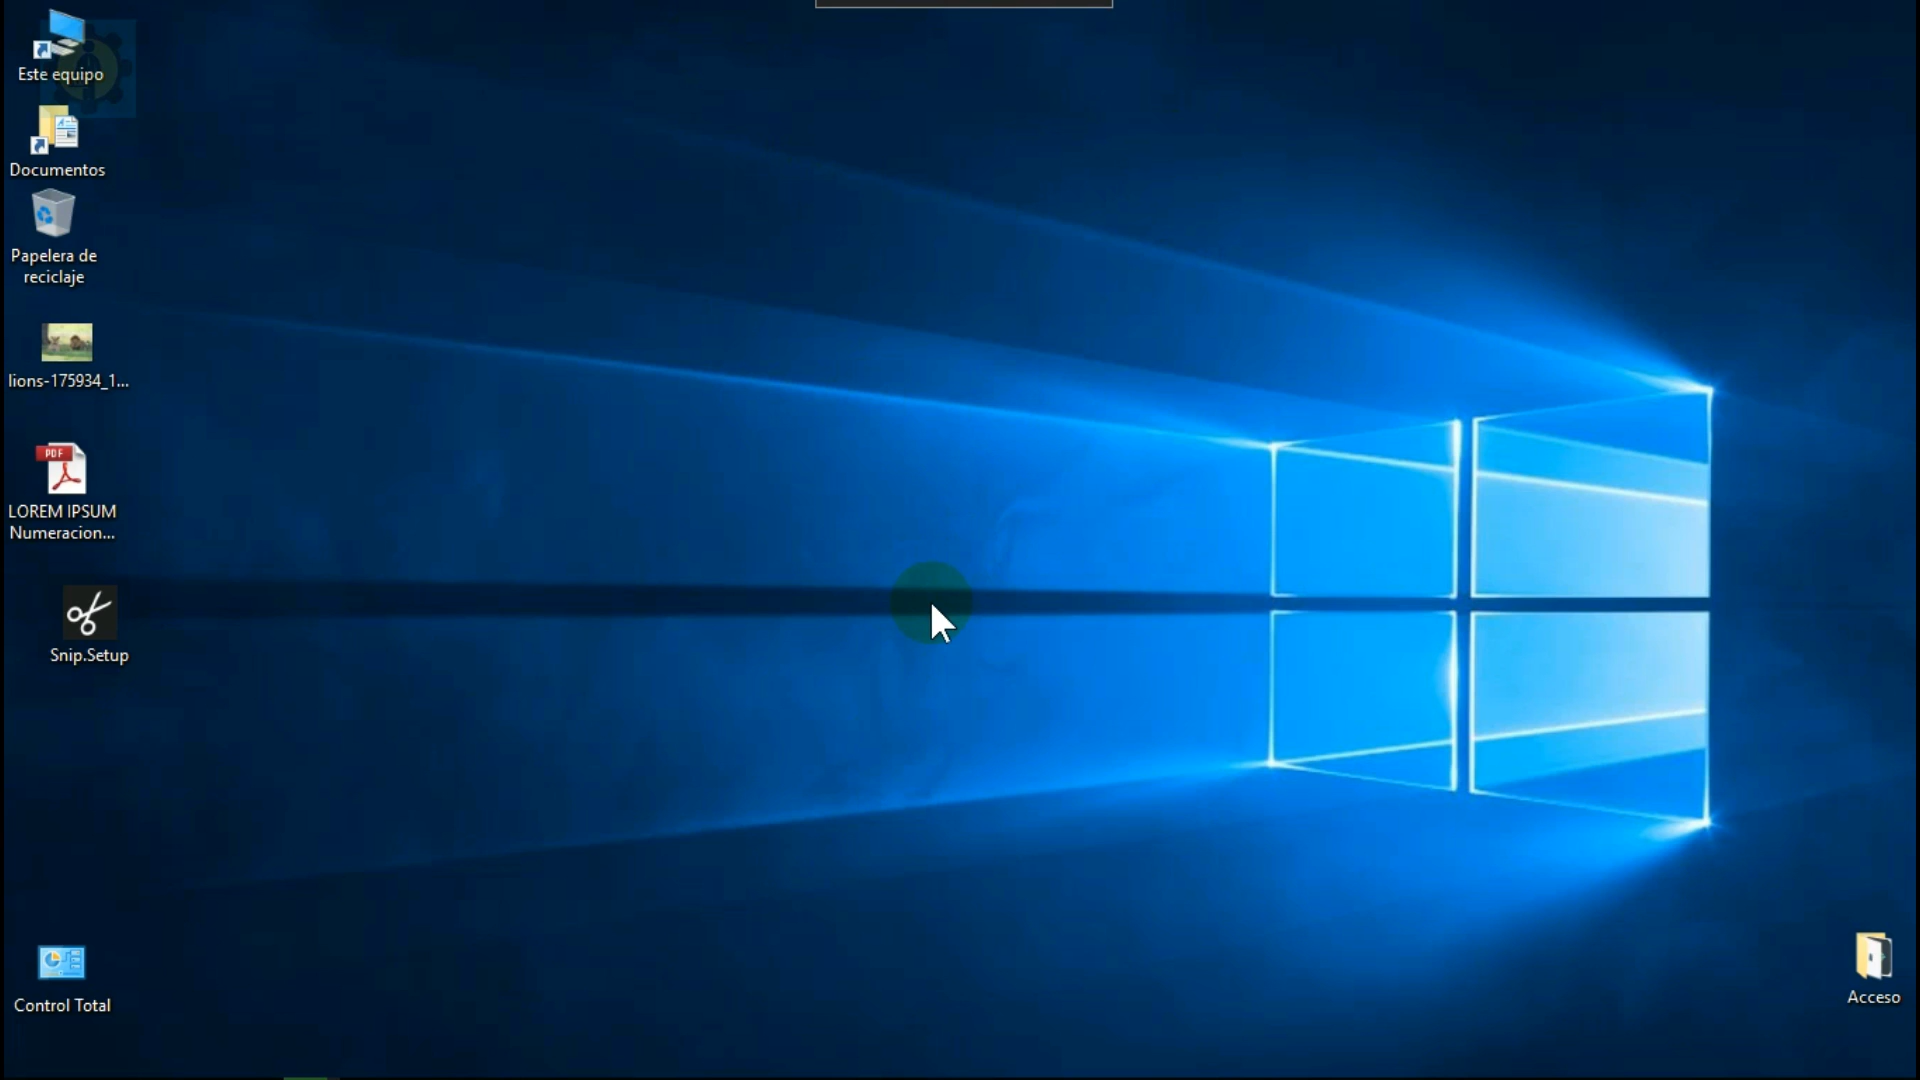 Este equipo
Documentos
Papelera de
reciclaje
lions-175934_1...
PDF
LOREM IPSUM
Numeracion...
Snip.Setup
Control Total
Acceso